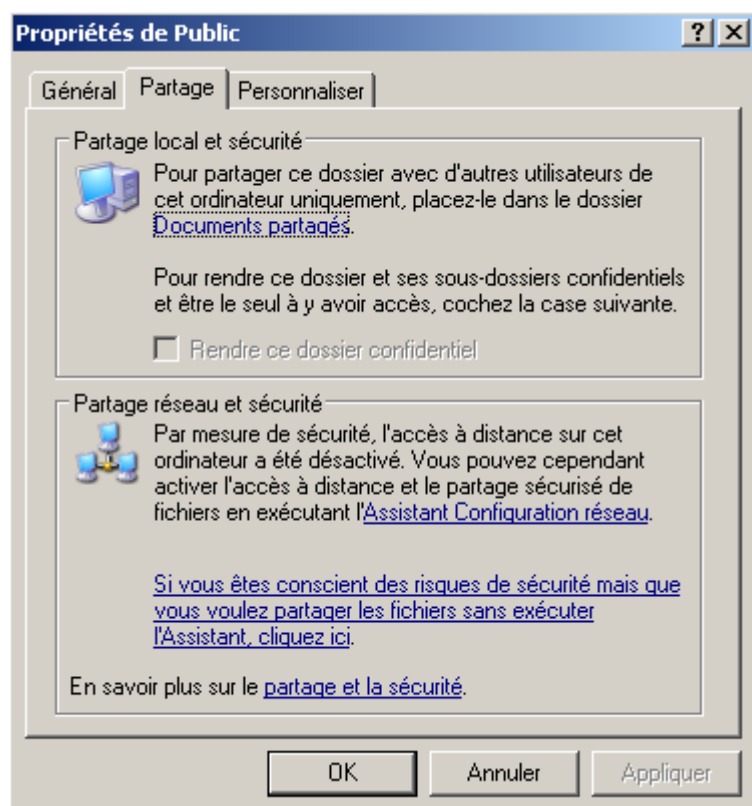 Propriétés de Public
Général
Partage
Personnaliser
Partage local et sécurité
Pour partager ce dossier avec d'autres utilisateurs de
cet ordinateur uniquement, placez-le dans le dossier
Documents partagés.
Pour rendre ce dossier et ses sous-dossiers confidentiels
et être le seul à y avoir accès, cochez la case suivante.
Rendre ce dossier confidentiel
Partage réseau et sécurité
Par mesure de sécurité, l'accès à distance sur cet
ordinateur a été désactivé. Vous pouvez cependant
activer l'accès à distance et le partage sécurisé de
fichiers en exécutant l'Assistant Configuration réseau.
Si vous êtes conscient des risques de sécurité mais que
vous voulez partager les fichiers sans exécuter
l'Assistant, cliquez ici.
En savoir plus sur le partage et la sécurité.
OK
Annuler
Appliquer